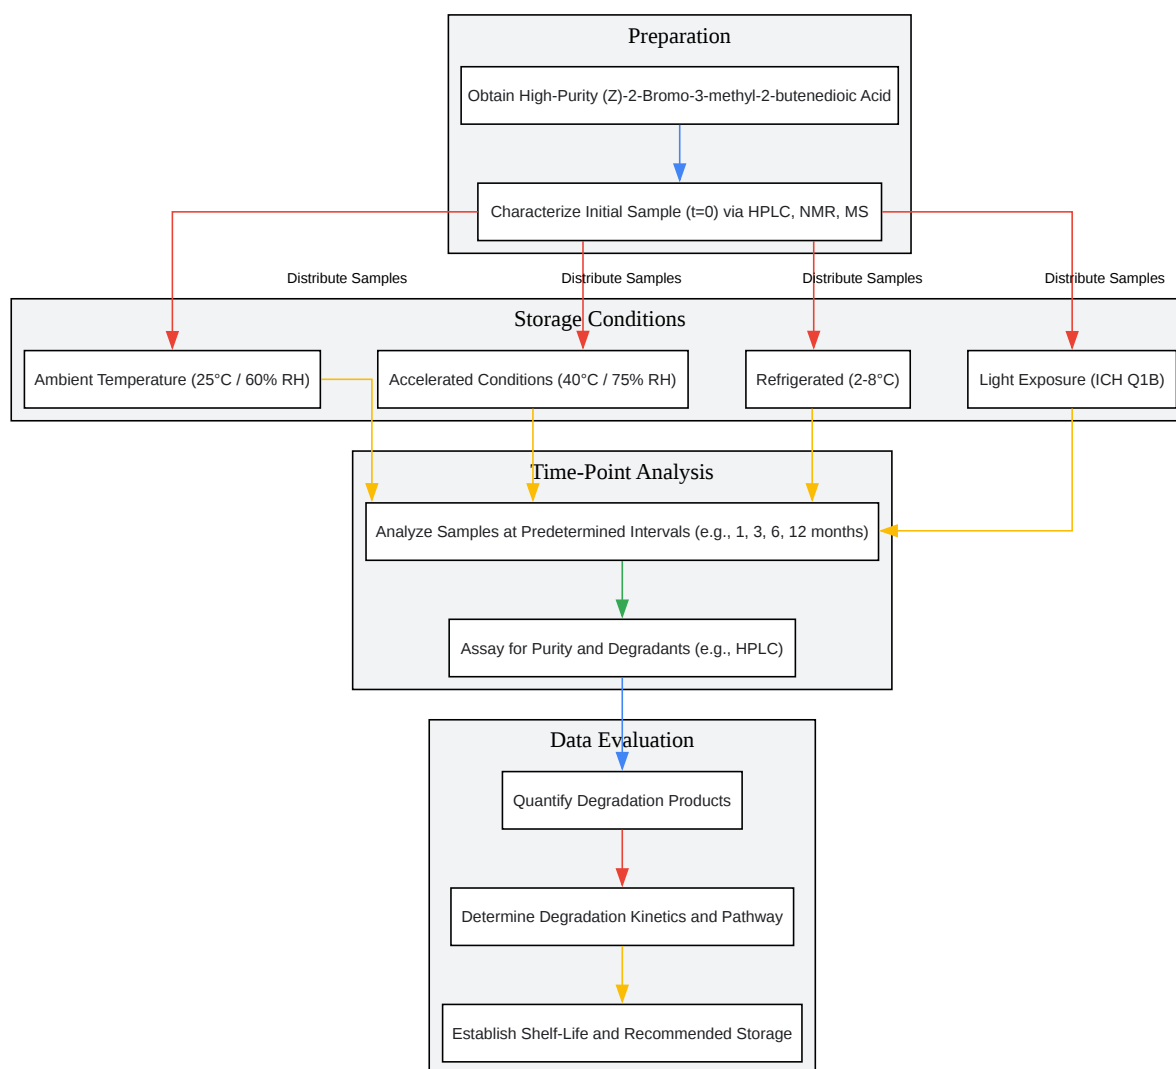 Preparation
Obtain High-Purity (Z)-2-Bromo-3-methyl-2-butenedioic Acid
Characterize Initial Sample (t=0) via HPLC, NMR, MS
Distribute Samples
Distribute Samples
Distribute Samples
Distribute Samples
Storage Conditions
Ambient Temperature (25°C / 60% RH)
Accelerated Conditions (40°C / 75% RH)
Refrigerated (2-8°C)
Light Exposure (ICH Q1B)
Time-Point Analysis
Analyze Samples at Predetermined Intervals (e.g., 1, 3, 6, 12 months)
Assay for Purity and Degradants (e.g., HPLC)
Data Evaluation
Quantify Degradation Products
Determine Degradation Kinetics and Pathway
Establish Shelf-Life and Recommended Storage